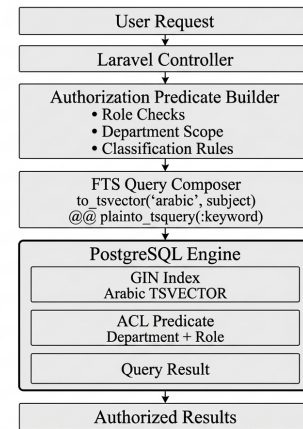 User Request
Laravel Controller
Authorization Predicate Builder
• Role Checks
• Department Scope
• Classification Rules
FTS Query Composer
to_tsvector(‘arabic’, subject)
@@ plainto_tsquery(:keyword)
PostgreSQL Engine
GIN Index
Arabic TSVECTOR
ACL Predicate
Department + Role
Query Result
Authorized Results